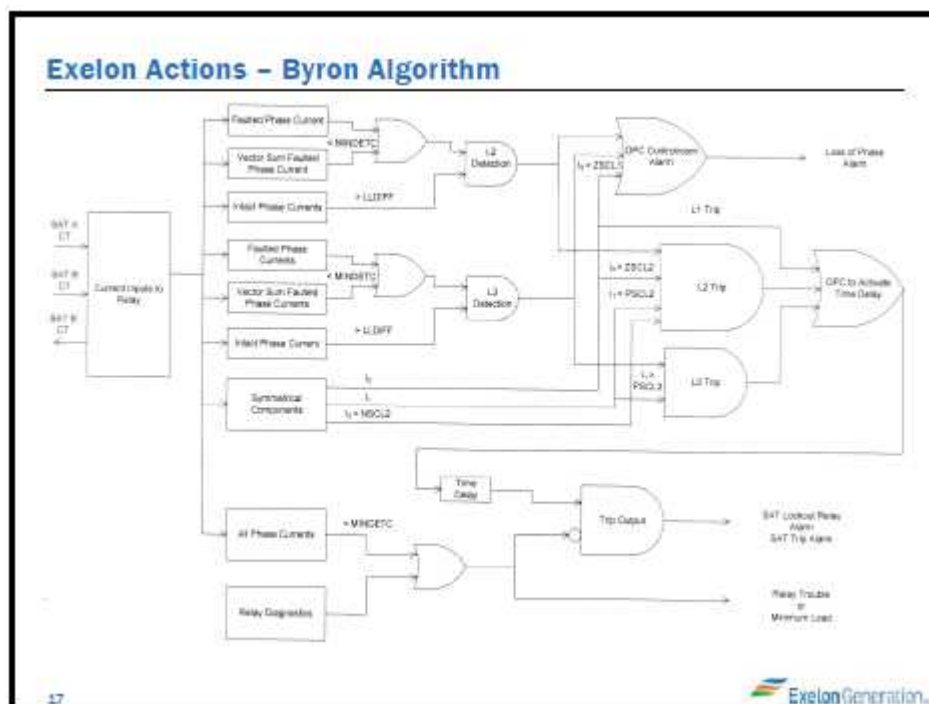 Exelon Actions – Byron Algorithm
Faulted Phase Current
Vector Sum Faulted
Phase Current
< MINDETC
Intact Phase Currents
> LLDIFF
L2
Detection
OPC Alarm
Loss of Phase
Alarm
SAT
CT
SAT
CT
SAT
CT
Current Inputs to
Relay
Faulted Phase
Currents
Vector Sum Faulted
Phase Currents
< MINDETC
Intact Phase Current
> LLDIFF
L3
Detection
L1 Trip
L2 Trip
L3 Trip
OPC to Activate
Time Delay
Symmetrical
Components
Time
Delay
Trip Output
SAT Lockout Relay
Alarm
SAT Trip Alarm
All Phase Currents
< MINDETC
Relay Diagnostics
Relay Trouble
or
Minimum Load
17
Exelon Generation